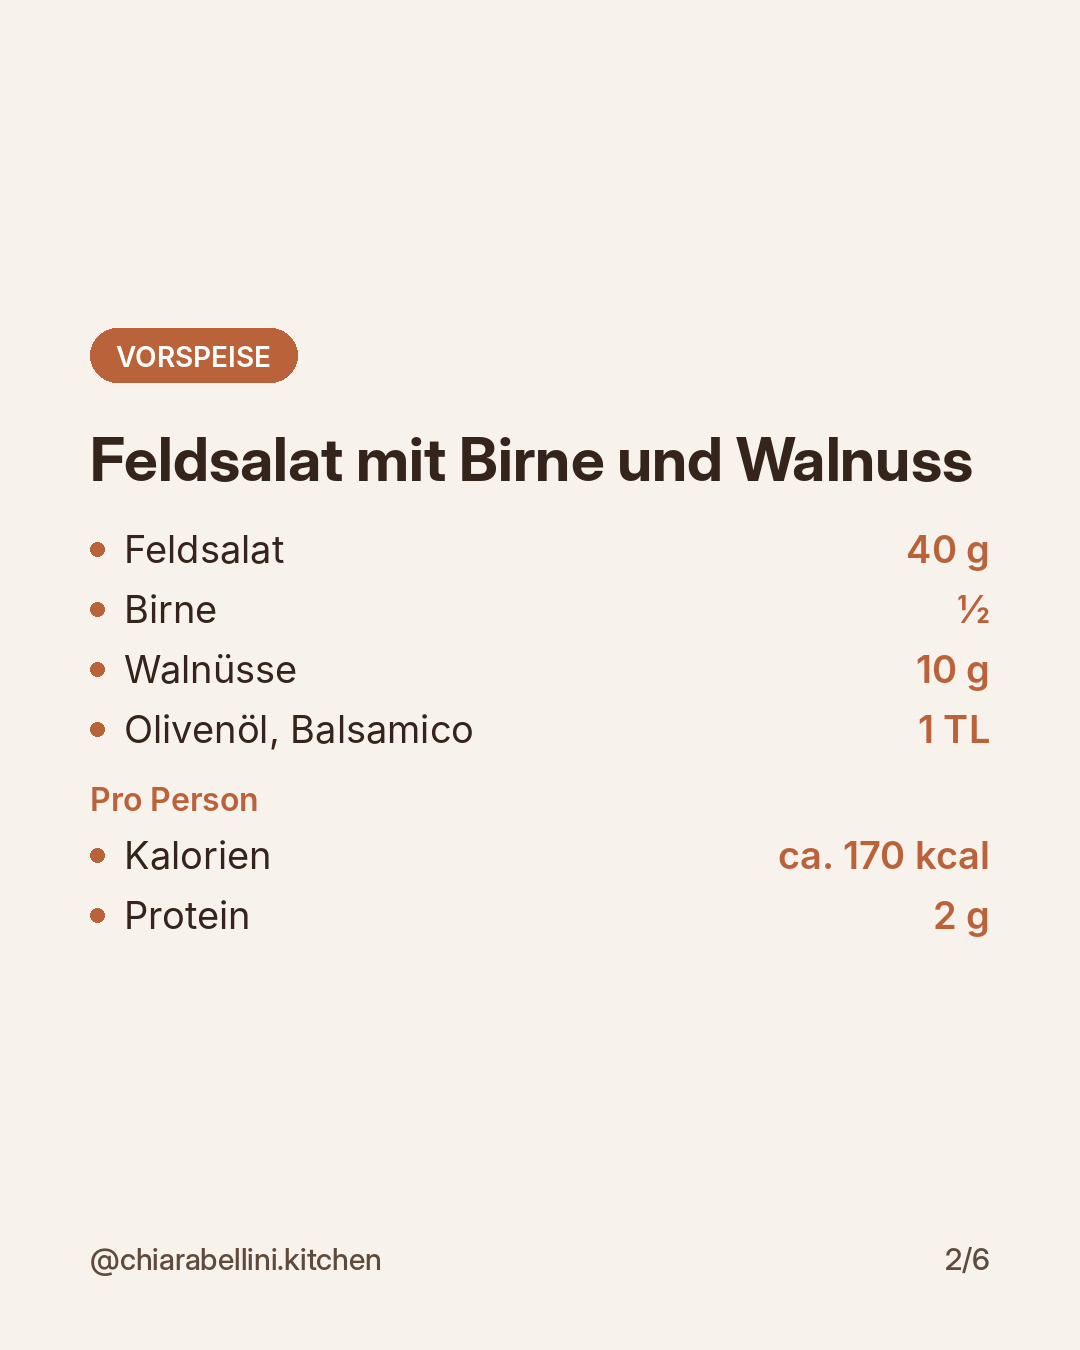 VORSPEISE
Feldsalat mit Birne und Walnuss
Feldsalat 40 g
Birne ½
Walnüsse 10 g
Olivenöl, Balsamico 1 TL
Pro Person
Kalorien ca. 170 kcal
Protein 2 g
@chiarabellini.kitchen 2/6